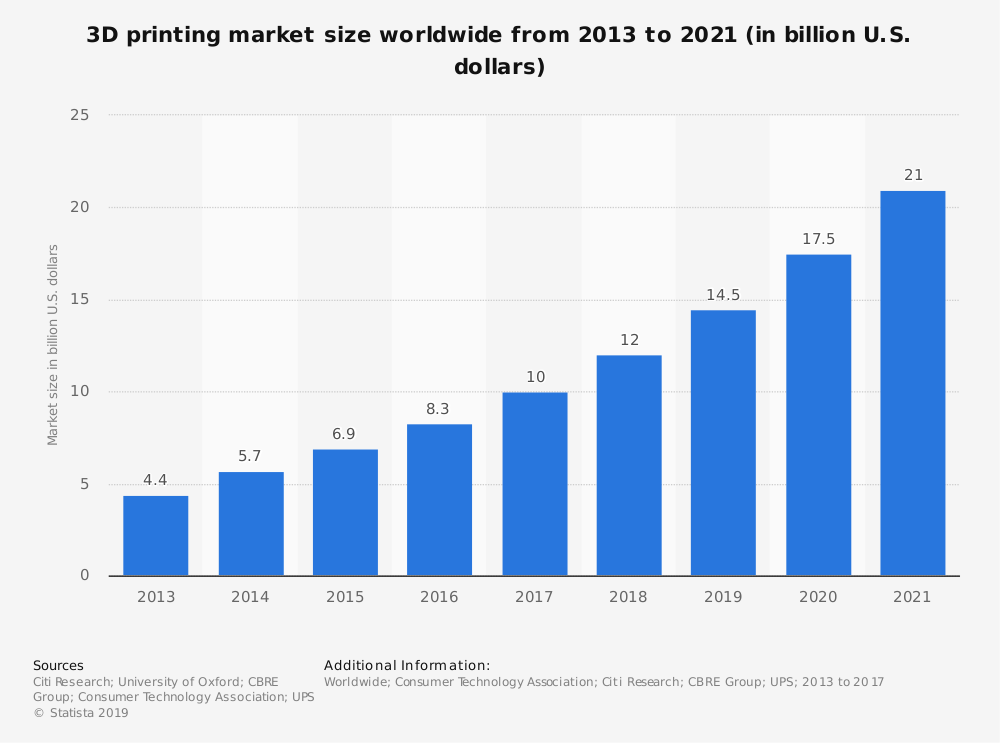 3D printing market size worldwide from 2013 to 2021 (in billion U.S.
dollars)
25
20
15
10
5
0
Market size in billion U.S. dollars
4.4
5.7
6.9
8.3
10
12
14.5
17.5
21
2013
2014
2015
2016
2017
2018
2019
2020
2021
Sources
Citi Research; University of Oxford; CBRE
Group; Consumer Technology Association; UPS
© Statista 2019
Additional Information:
Worldwide; Consumer Technology Association; Citi Research; CBRE Group; UPS; 2013 to 2017